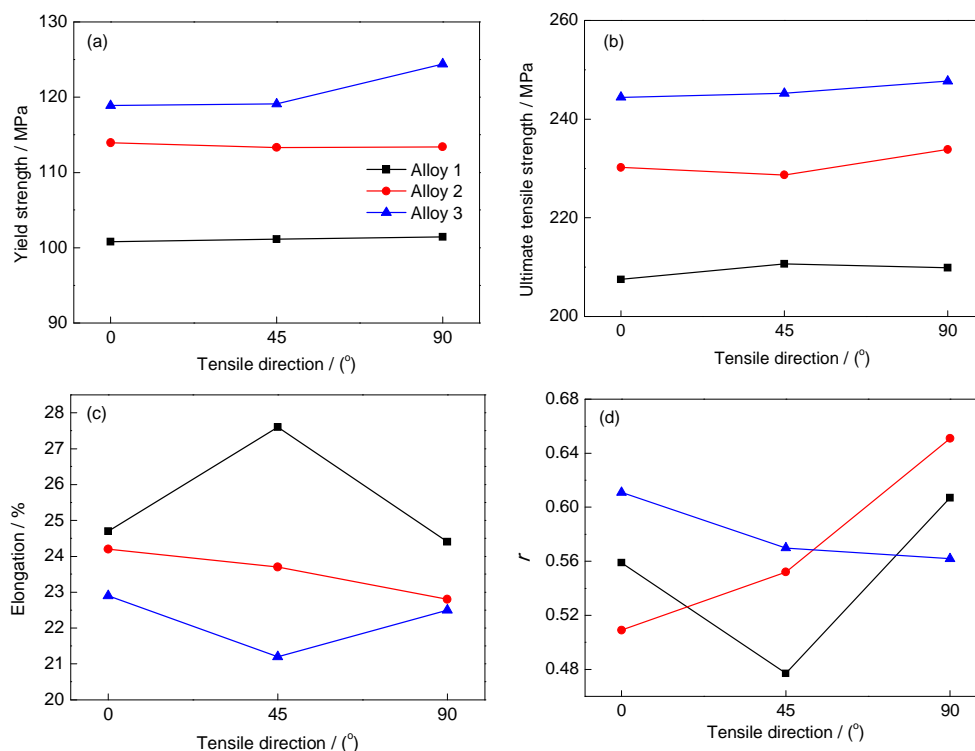 (a)
130
120
110
100
90
Yield strength / MPa
Alloy 1
Alloy 2
Alloy 3
0 45 90
Tensile direction / (o)
(b)
260
240
220
200
Ultimate tensile strength / MPa
0 45 90
Tensile direction / (o)
(c)
28
27
26
25
24
23
22
21
20
Elongation / %
0 45 90
Tensile direction / (o)
(d)
0.68
0.64
0.60
0.56
0.52
0.48
r
0 45 90
Tensile direction / (o)